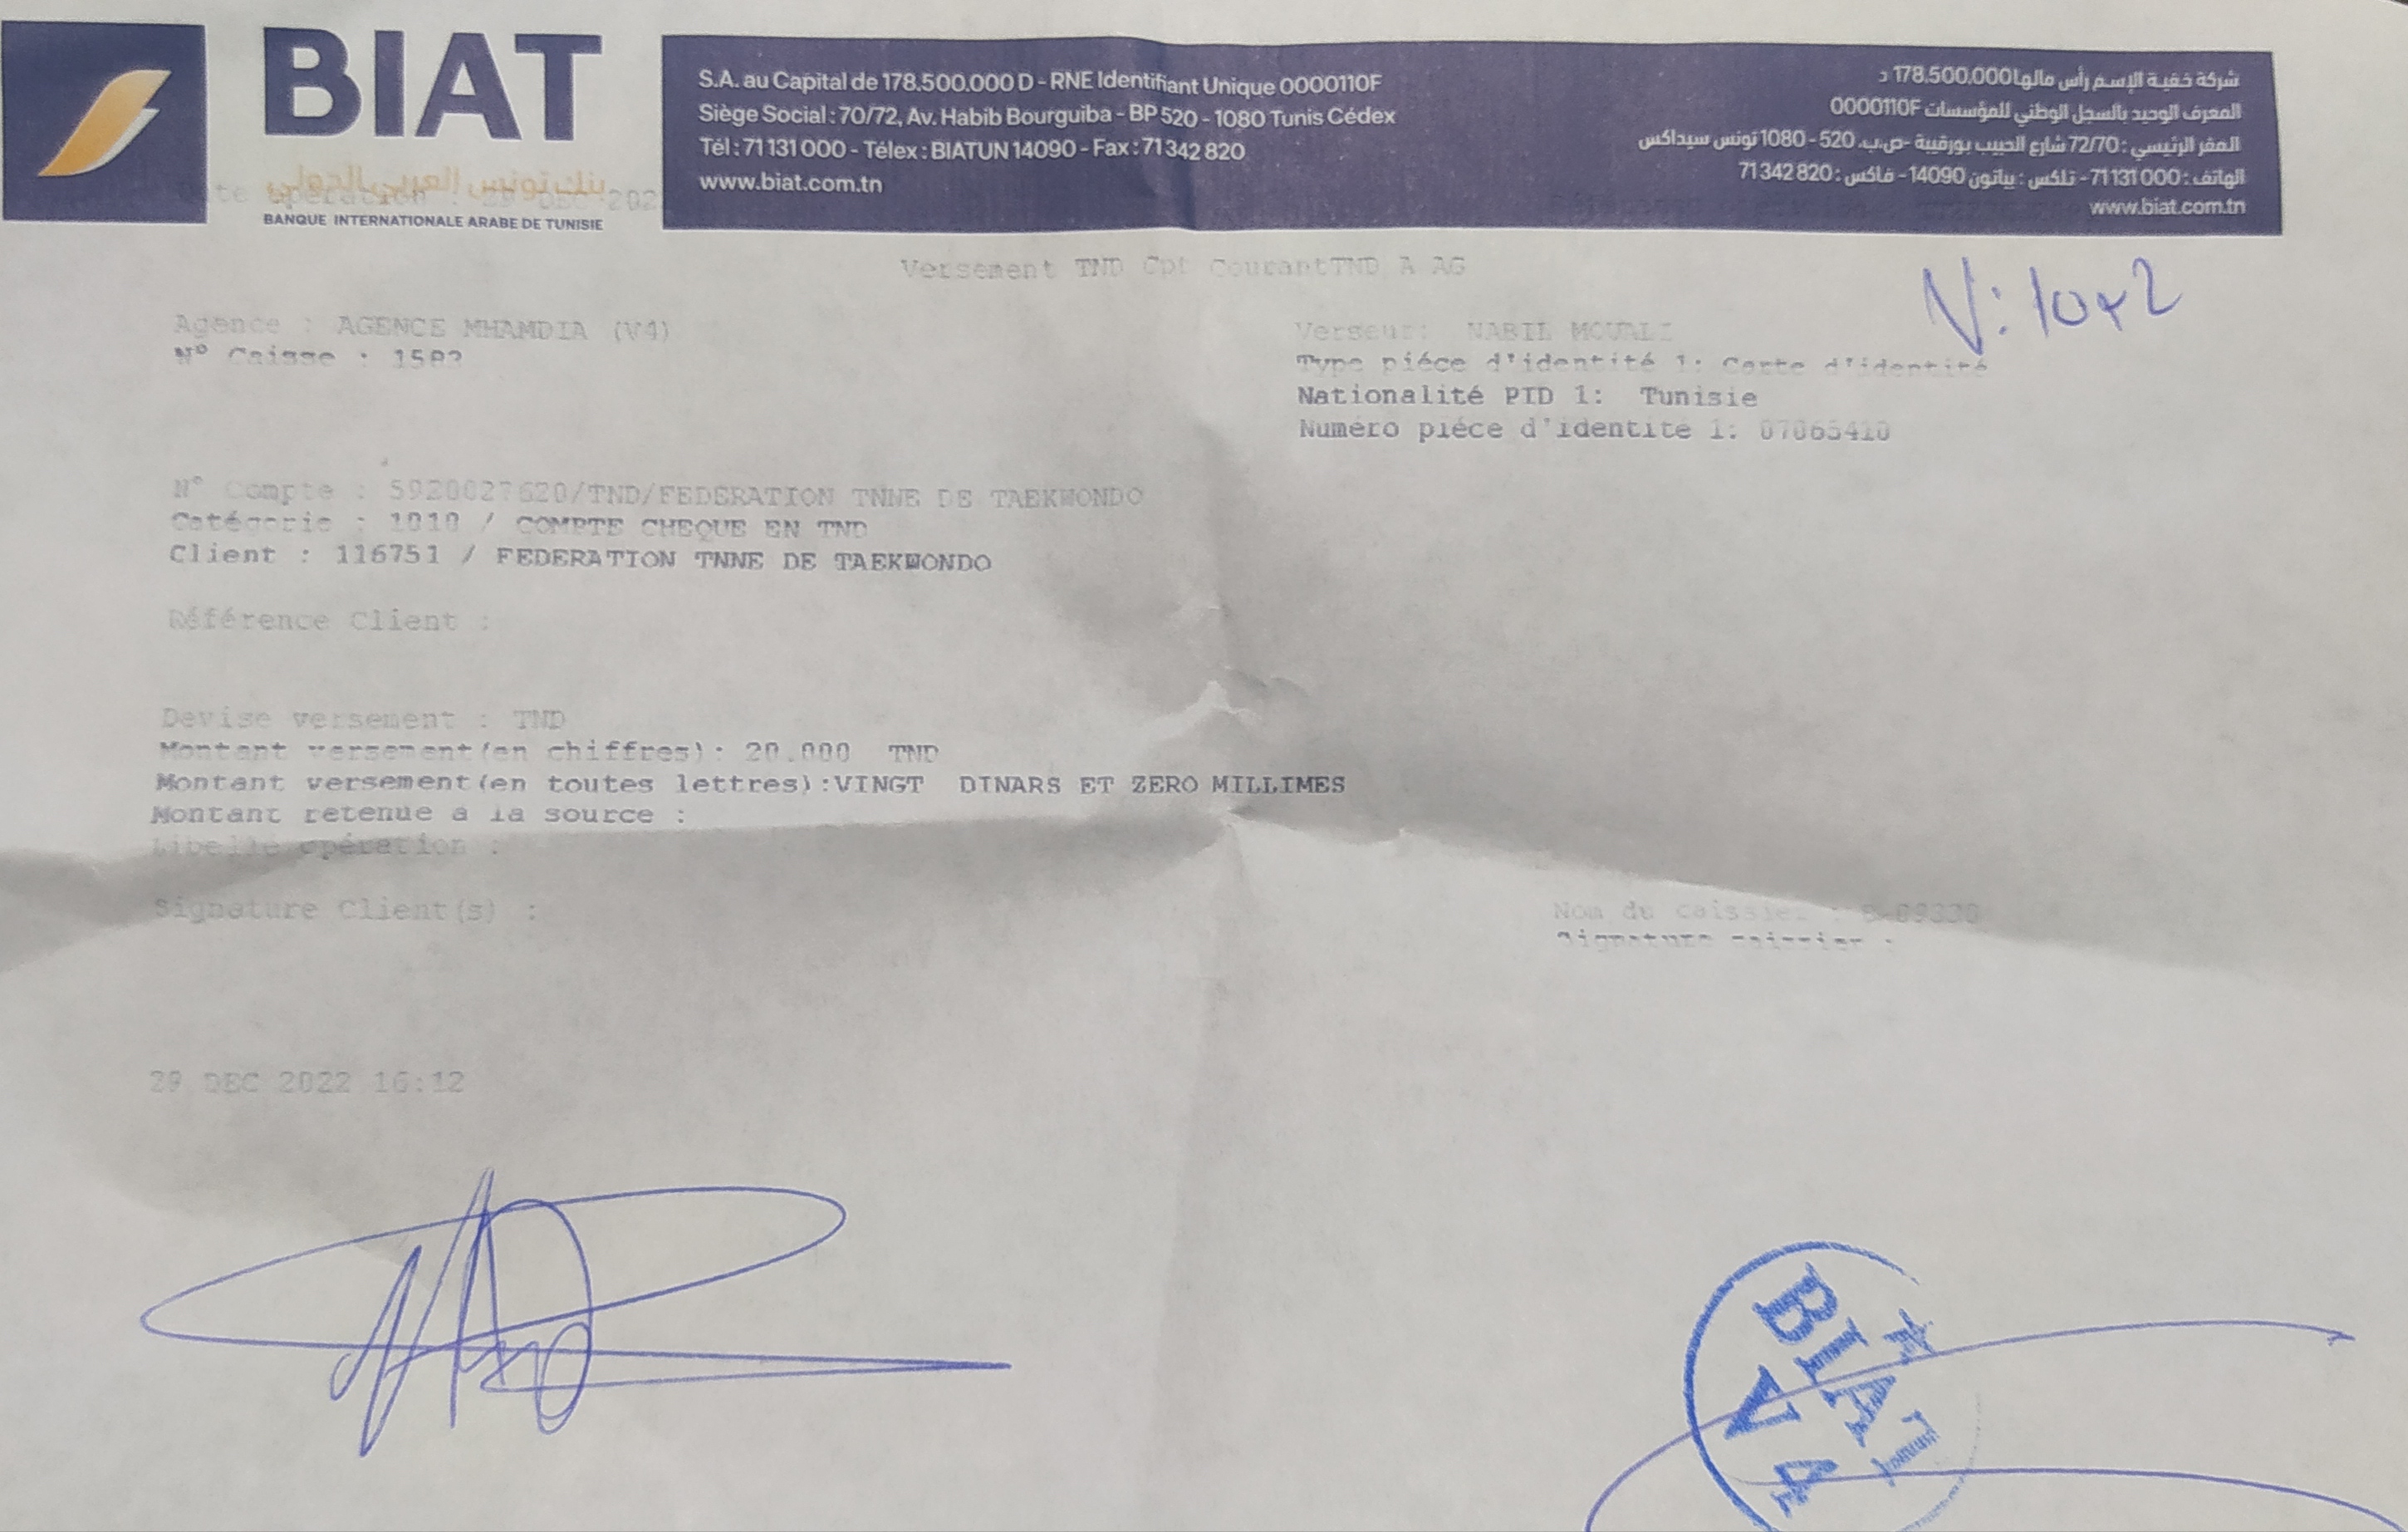 BIAT
بنك تونس العربي الدولي
BANQUE INTERNATIONALE ARABE DE TUNISIE
S.A. au Capital de 178.500.000 D - RNE Identifiant Unique 0000110F
Siège Social : 70/72, Av. Habib Bourguiba - BP 520 - 1080 Tunis Cédex
Tél : 71 131 000 - Télex : BIATUN 14090 - Fax : 71 342 820
www.biat.com.tn
شركة خفية الإسم رأس مالها 178.500.000 د
المعرف الوحيد بالسجل الوطني للمؤسسات 0000110F
المقر الرئيسي : 72/70 شارع الحبيب بورقيبة -ص.ب. 520 - 1080 تونس سيداكس
الهاتف : 71131 000 - تلكس : بياتون 14090 - فاكس : 71 342 820
www.biat.com.tn
opération : 29 DEC 202
Versement TND Cpt CourantTND A AG
V: 10x2
Agence : AGENCE MHAMDIA (V4)
N° Caisse :
Verseur: NABIL
Type piéce d'identité 1: Carte d'identité
Nationalité PID 1: Tunisie
Numéro piéce d'identité 1: 07065410
N° Compte : 5920027620/TND/FEDERATION TNNE DE TAEKWONDO
Catégorie : 1010 / COMPTE CHEQUE EN TND
Client : 116751 / FEDERATION TNNE DE TAEKWONDO
Référence Client :
Devise versement : TND
Montant versement(en chiffres): 20.000 TND
Montant versement(en toutes lettres):VINGT DINARS ET ZERO MILLIMES
Montant retenue à la source :
Libellé opération :
Signature Client(s) :
Nom du caissier :
Signature caissier :
29 DEC 2022 16:12
BIAT
V4